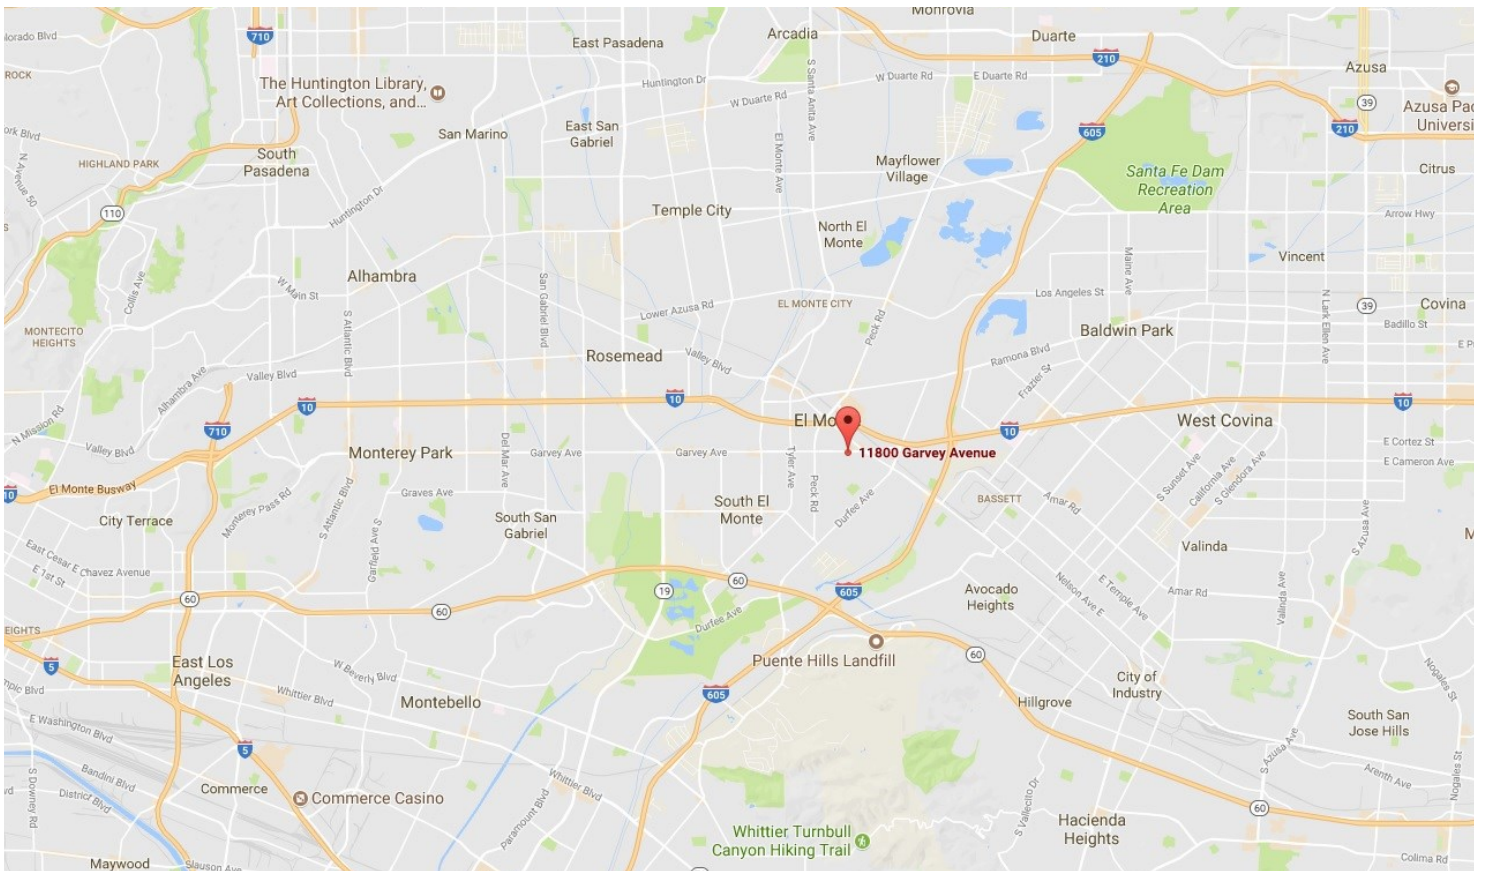 Monrovia
710
Arcadia
East Pasadena
Duarte
210
Azusa
lorado Blvd
ROCK
The Huntington Library,
Art Collections, and...
Huntington Dr
W Duarte Rd
E Duarte Rd
W Duarte Rd
S Santa Anita Ave
39
Azusa Pac
Universi
210
605
San Marino
East San
Gabriel
El Monte Ave
ork Blvd
N Avenue 50
HIGHLAND PARK
South
Pasadena
Mayflower
Village
Santa Fe Dam
Recreation
Area
Citrus
110
Huntington Dr
Temple City
North El
Monte
Arrow Hwy
Vincent
Maine Ave
Collis Ave
W Main St
Alhambra
San Gabriel Blvd
Lower Azusa Rd
EL MONTE CITY
Los Angeles St
N Lark Ellen Ave
39
Covina
Badillo St
MONTECITO
HEIGHTS
S Atlantic Blvd
Rosemead
Valley Blvd
Peck Rd
Baldwin Park
Ramona Blvd
Frazier St
E P
Alhambra Ave
Valley Blvd
10
10
10
N Mission Rd
710
El Mo
10
West Covina
Valley Blvd
Monterey Park
Del Mar Ave
Garvey Ave
Garvey Ave
Tyler Ave
11800 Garvey Avenue
E Cortez St
E Cameron Ave
10
El Monte Busway
Monterey Pass Rd
S Atlantic Blvd
Graves Ave
Peck Rd
Durfee Ave
BASSETT
Amar Rd
S Sunset Ave
California Ave
S Glendora Ave
City Terrace
Garfield Ave S
South San
Gabriel
South El
Monte
S Azusa Ave
Valinda
East Cesar E Chavez Avenue
E 1st St
60
60
19
60
605
Durfee Ave
Avocado
Heights
Nelson Ave E
E Temple Ave
Amar Rd
Valinda Ave
EIGHTS
5
East Los
Angeles
W Beverly Blvd
Puente Hills Landfill
60
City of
Industry
Nogales St
mple Blvd
Whittier Blvd
Montebello
605
Hillgrove
South San
Jose Hills
E Washington Blvd
5
S Azusa Ave
Bandini Blvd
District Blvd
S Downey Rd
Commerce
Commerce Casino
Whittier Blvd
Paramount Blvd
Arenth Ave
Nogales St
60
S Vallecito Dr
Hacienda
Heights
Whittier Turnbull
Canyon Hiking Trail
Maywood
Slauson Ave
Colima Rd